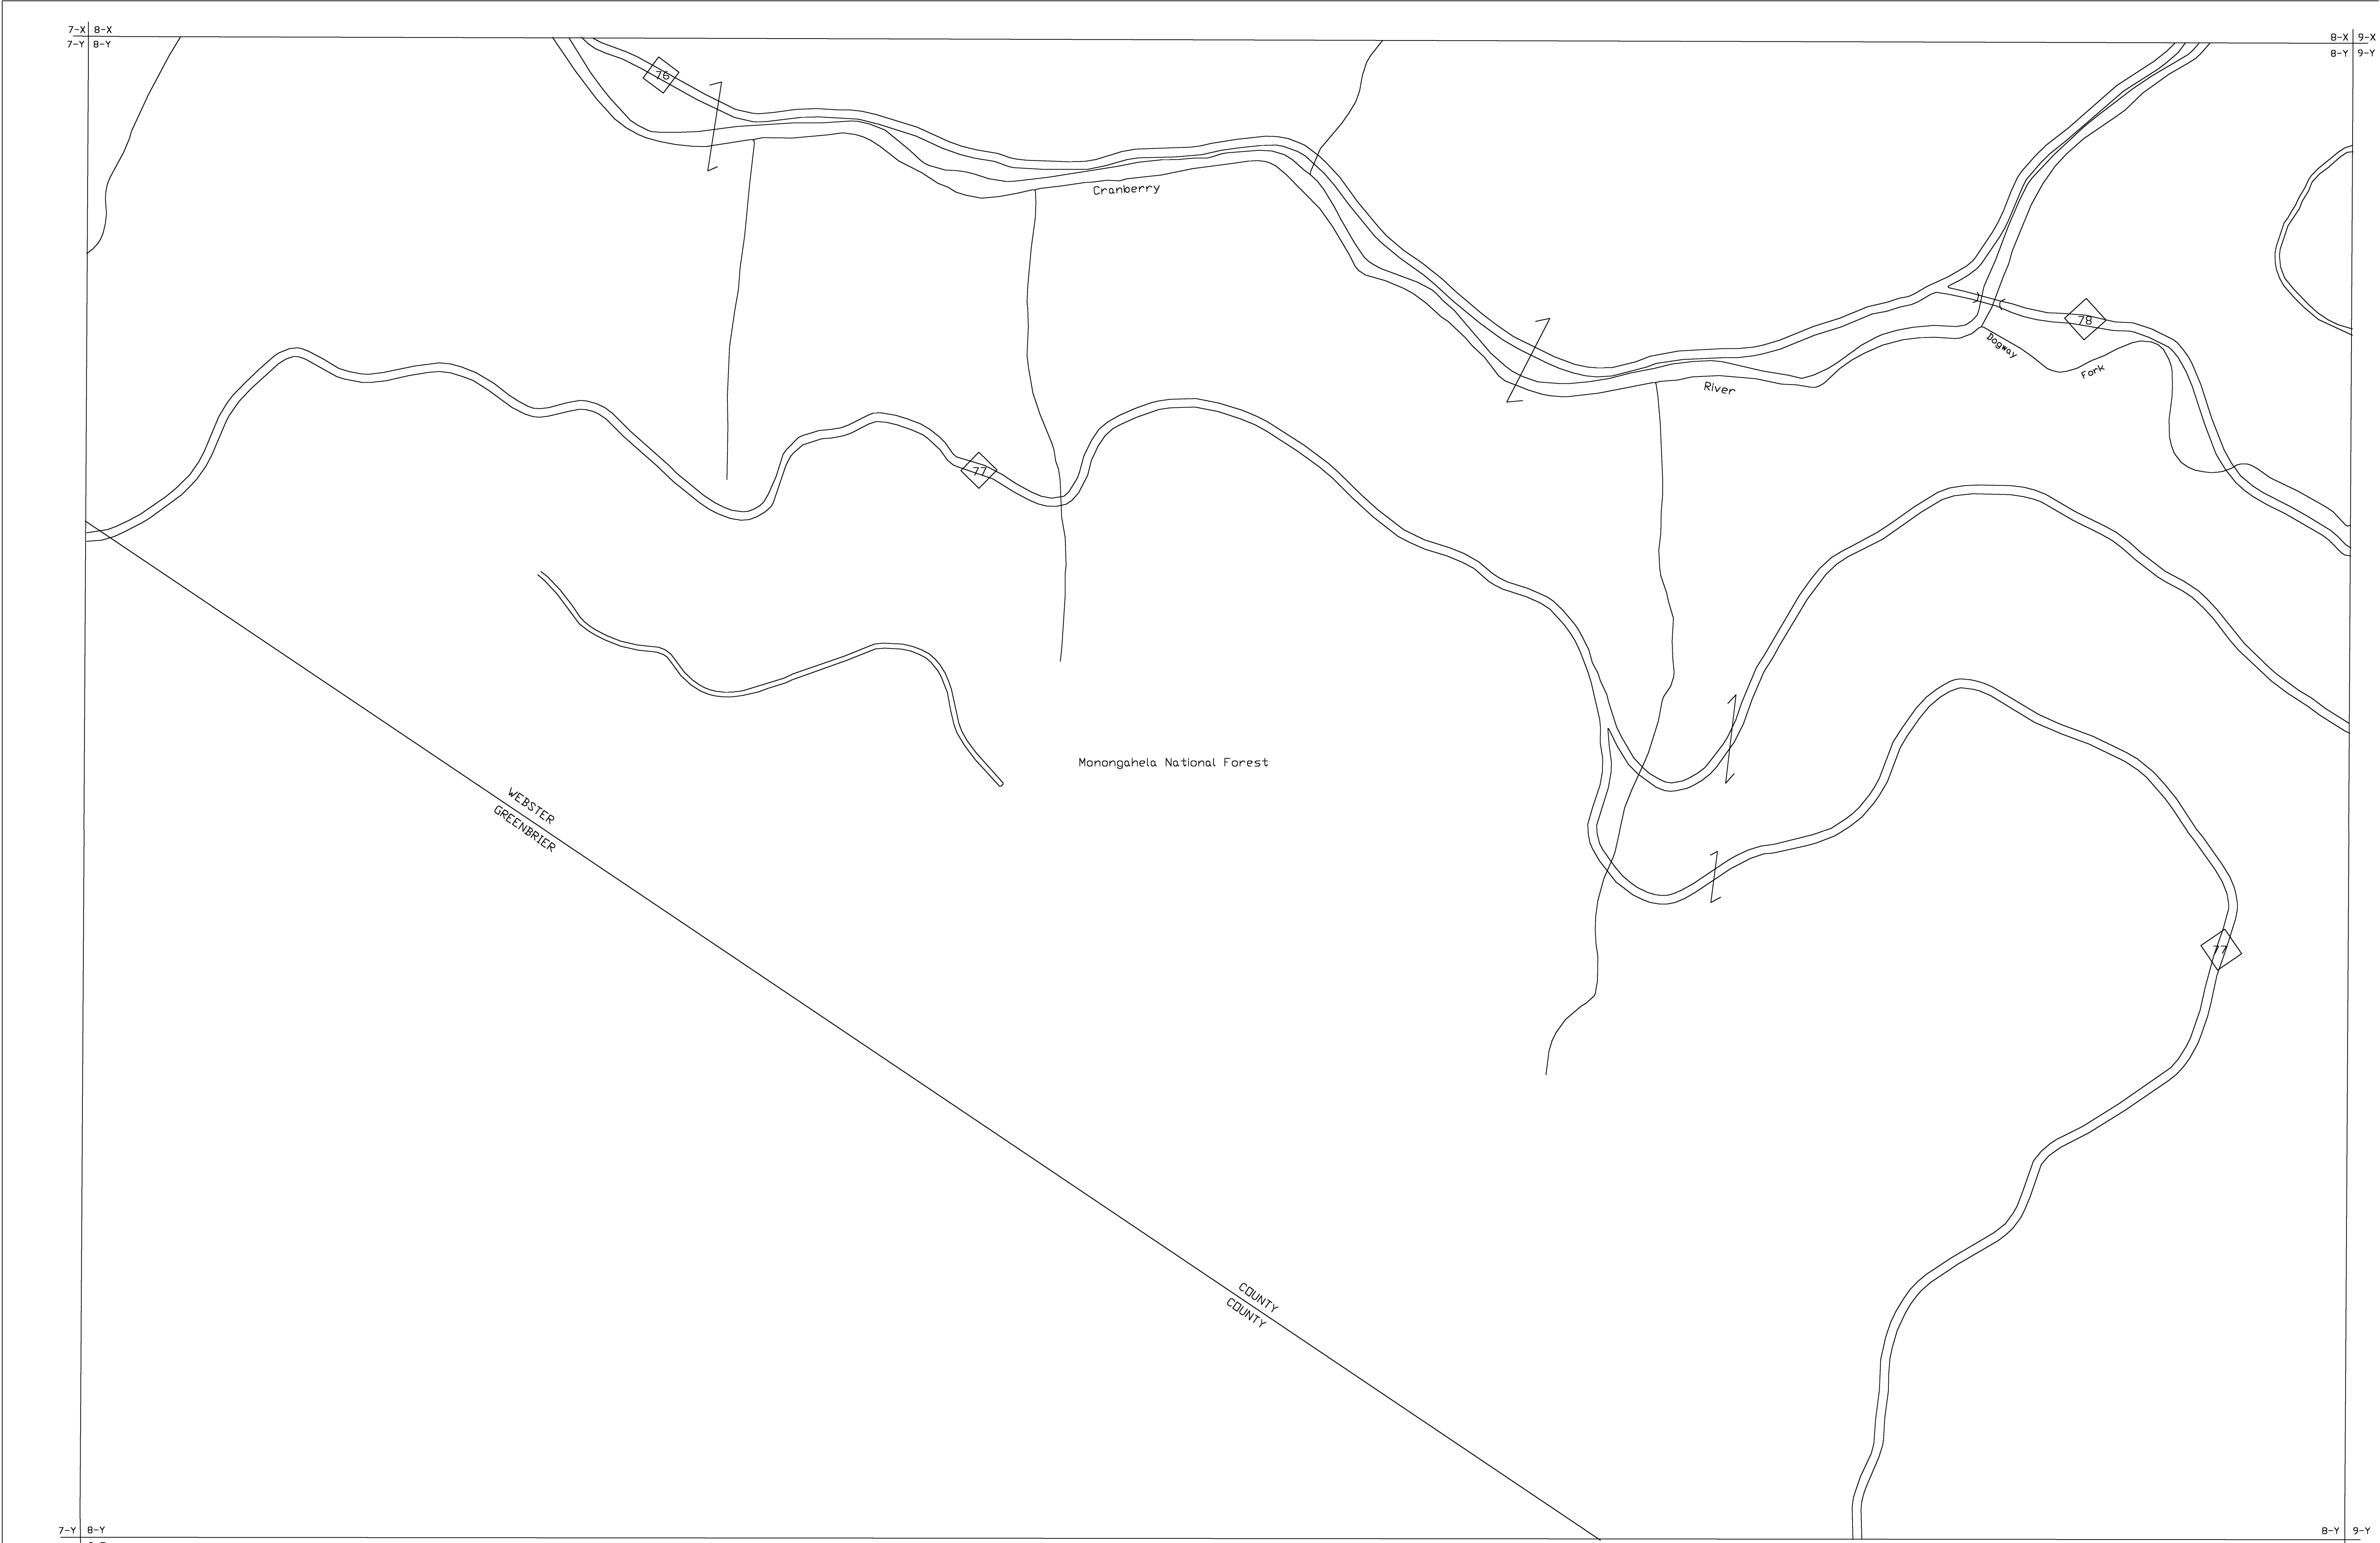 7-X 8-X
7-Y 8-Y
8-X 9-X
8-Y 9-Y
76
Cranberry
78
Dogway
Fork
River
77
Monongahela National Forest
WEBSTER
GREENBRIER
77
COUNTY
COUNTY
7-Y 8-Y
8-Y 9-Y